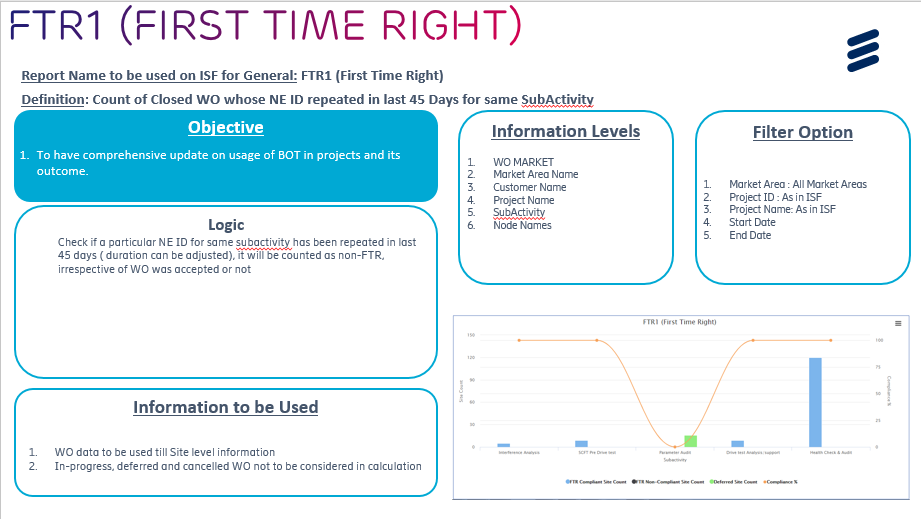 FTR1 (FIRST TIME RIGHT)
Report Name to be used on ISF for General: FTR1 (First Time Right)
Definition: Count of Closed WO whose NE ID repeated in last 45 Days for same SubActivity
Objective
1. To have comprehensive update on usage of BOT in projects and its
outcome.
Logic
Check if a particular NE ID for same subactivity has been repeated in last
45 days ( duration can be adjusted), it will be counted as non-FTR,
irrespective of WO was accepted or not
Information to be Used
1. WO data to be used till Site level information
2. In-progress, deferred and cancelled WO not to be considered in calculation
Information Levels
1. WO MARKET
2. Market Area Name
3. Customer Name
4. Project Name
5. SubActivity
6. Node Names
Filter Option
1. Market Area : All Market Areas
2. Project ID : As in ISF
3. Project Name: As in ISF
4. Start Date
5. End Date
FTR1 (First Time Right)
Site Count
150
120
90
60
30
0
100
75
50
25
0
Compliance %
Interference Analysis
SCFT Pre Drive test
Parameter Audit
Drive test Analysis /support
Health Check & Audit
Subactivity
FTR Compliant Site Count FTR Non-Compliant Site Count Deferred Site Count Compliance %